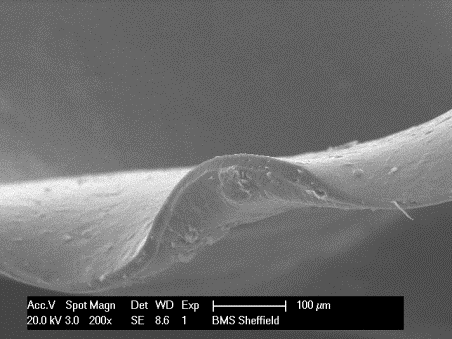 Acc.V Spot Magn Det WD Exp 100 µm
20.0 kV 3.0 200x SE 8.6 1 BMS Sheffield